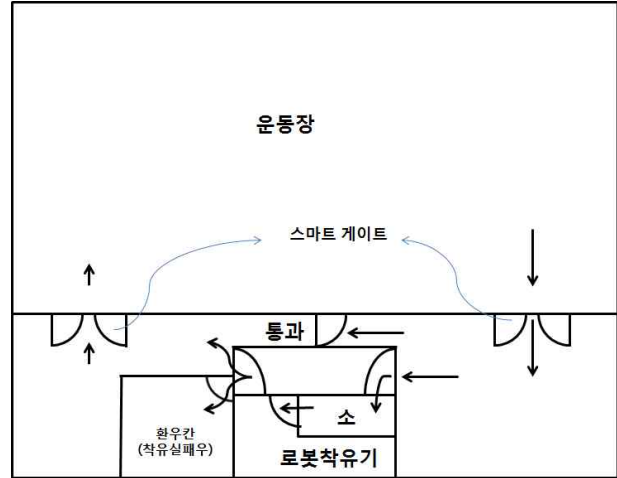 운동장
스마트 게이트
통과
소
환우칸
(착유실패우)
로봇착유기